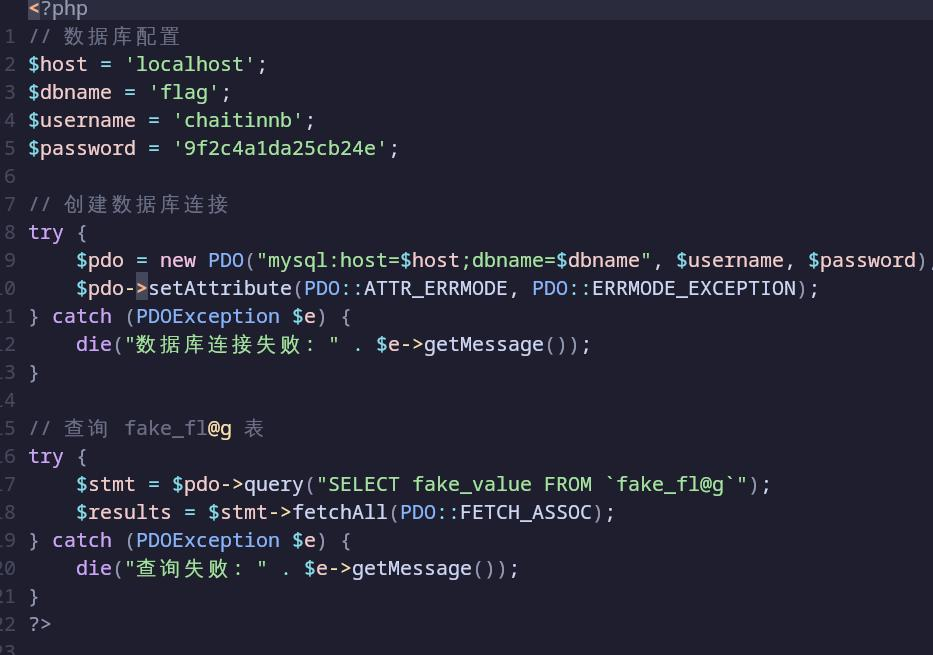 <?php
1 // 数据库配置
2 $host = 'localhost';
3 $dbname = 'flag';
4 $username = 'chaitinnb';
5 $password = '9f2c4a1da25cb24e';
6
7 // 创建数据库连接
8 try {
9     $pdo = new PDO("mysql:host=$host;dbname=$dbname", $username, $password)
10     $pdo->setAttribute(PDO::ATTR_ERRMODE, PDO::ERRMODE_EXCEPTION);
11 } catch (PDOException $e) {
12     die("数据库连接失败: " . $e->getMessage());
13 }
14
15 // 查询 fake_fl@g 表
16 try {
17     $stmt = $pdo->query("SELECT fake_value FROM `fake_fl@g`");
18     $results = $stmt->fetchAll(PDO::FETCH_ASSOC);
19 } catch (PDOException $e) {
20     die("查询失败: " . $e->getMessage());
21 }
22 ?>
23